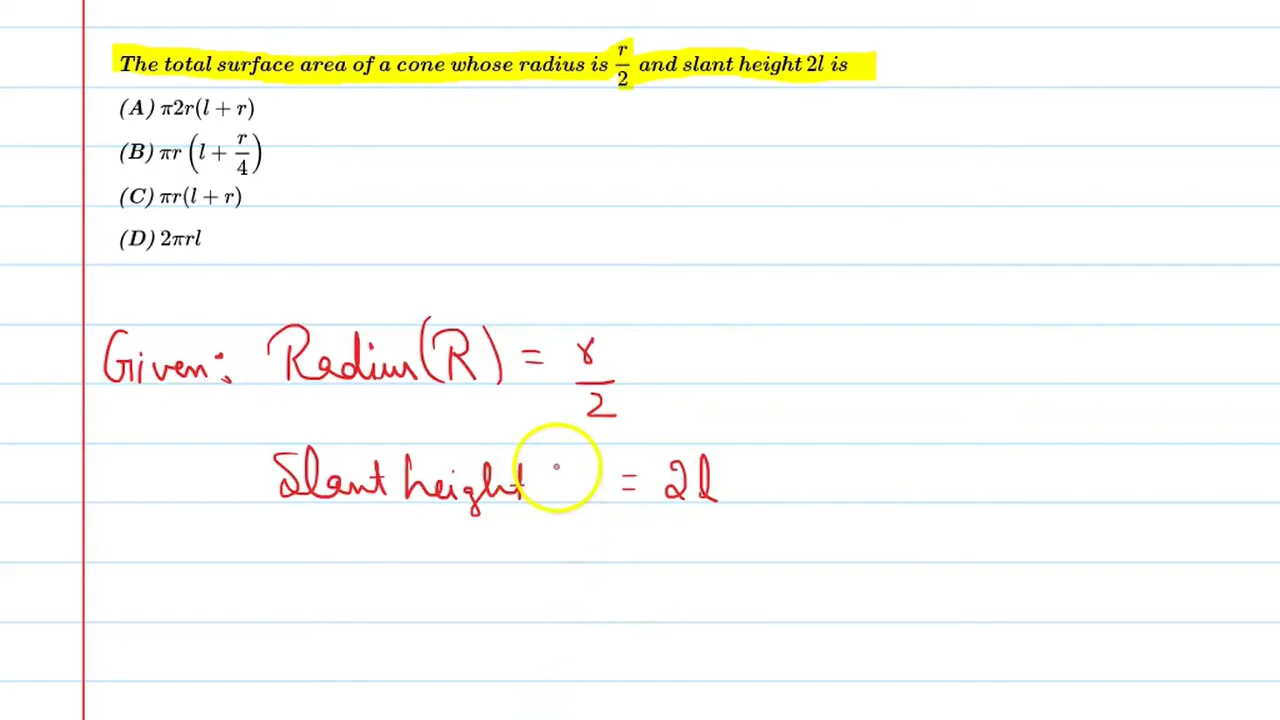 The total surface area of a cone whose radius is r/2 and slant height 2l is
(A) π2r(l + r)
(B) πr(l + r/4)
(C) πr(l + r)
(D) 2πrl
Given: Radius(R) = r/2
Slant height = 2l